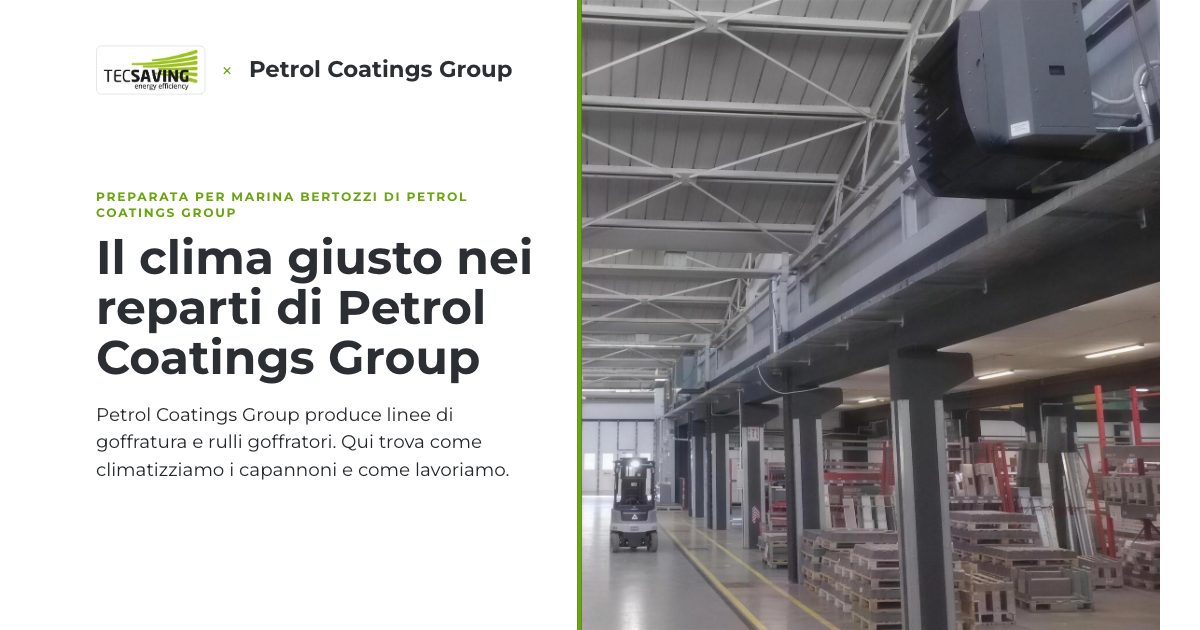 TECSAVING
energy efficiency
× Petrol Coatings Group
PREPARATA PER MARINA BERTOZZI DI PETROL
COATINGS GROUP
Il clima giusto nei
reparti di Petrol
Coatings Group
Petrol Coatings Group produce linee di
goffratura e rulli goffratori. Qui trova come
climatizziamo i capannoni e come lavoriamo.